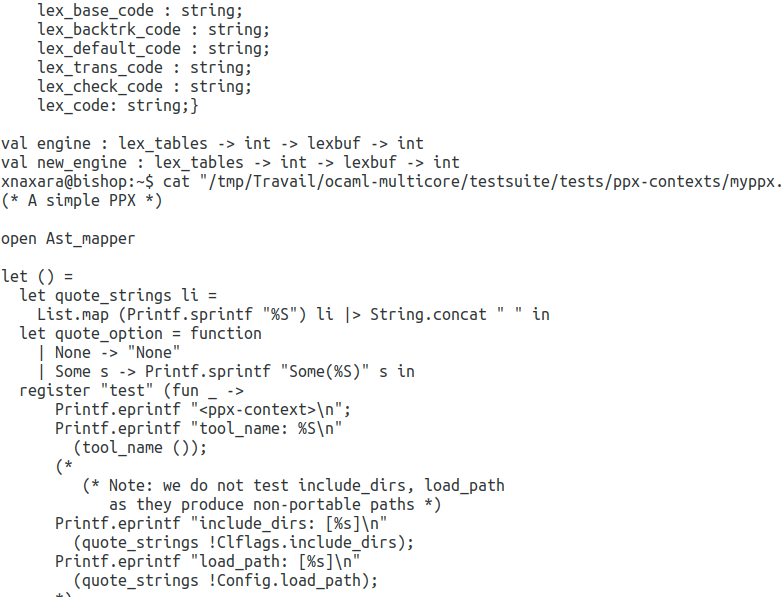 lex_base_code : string;
    lex_backtrk_code : string;
    lex_default_code : string;
    lex_trans_code : string;
    lex_check_code : string;
    lex_code: string;}

val engine : lex_tables -> int -> lexbuf -> int
val new_engine : lex_tables -> int -> lexbuf -> int
xnaxara@bishop:~$ cat "/tmp/Travail/ocaml-multicore/testsuite/tests/ppx-contexts/myppx.
(* A simple PPX *)

open Ast_mapper

let () =
  let quote_strings li =
    List.map (Printf.sprintf "%S") li |> String.concat " " in
  let quote_option = function
    | None -> "None"
    | Some s -> Printf.sprintf "Some(%S)" s in
  register "test" (fun _ ->
      Printf.eprintf "<ppx-context>\n";
      Printf.eprintf "tool_name: %S\n"
        (tool_name ());
      (*
         (* Note: we do not test include_dirs, load_path
            as they produce non-portable paths *)
      Printf.eprintf "include_dirs: [%s]\n"
        (quote_strings !Clflags.include_dirs);
      Printf.eprintf "load_path: [%s]\n"
        (quote_strings !Config.load_path);
      *)